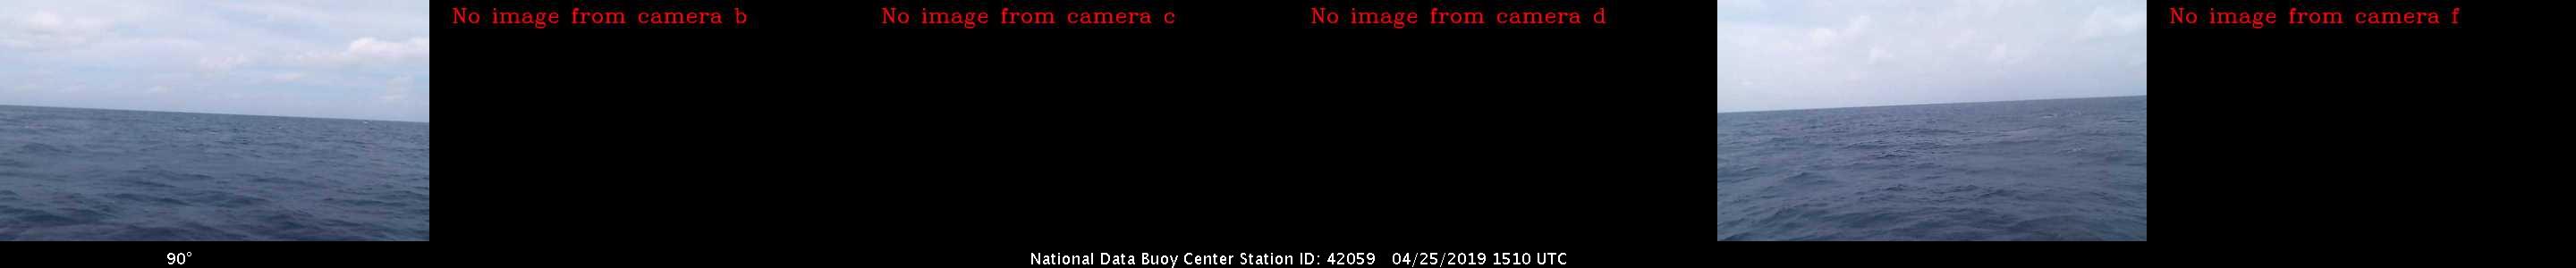 No image from camera b
No image from camera c
No image from camera d
No image from camera f
90°
National Data Buoy Center Station ID: 42059 04/25/2019 1510 UTC